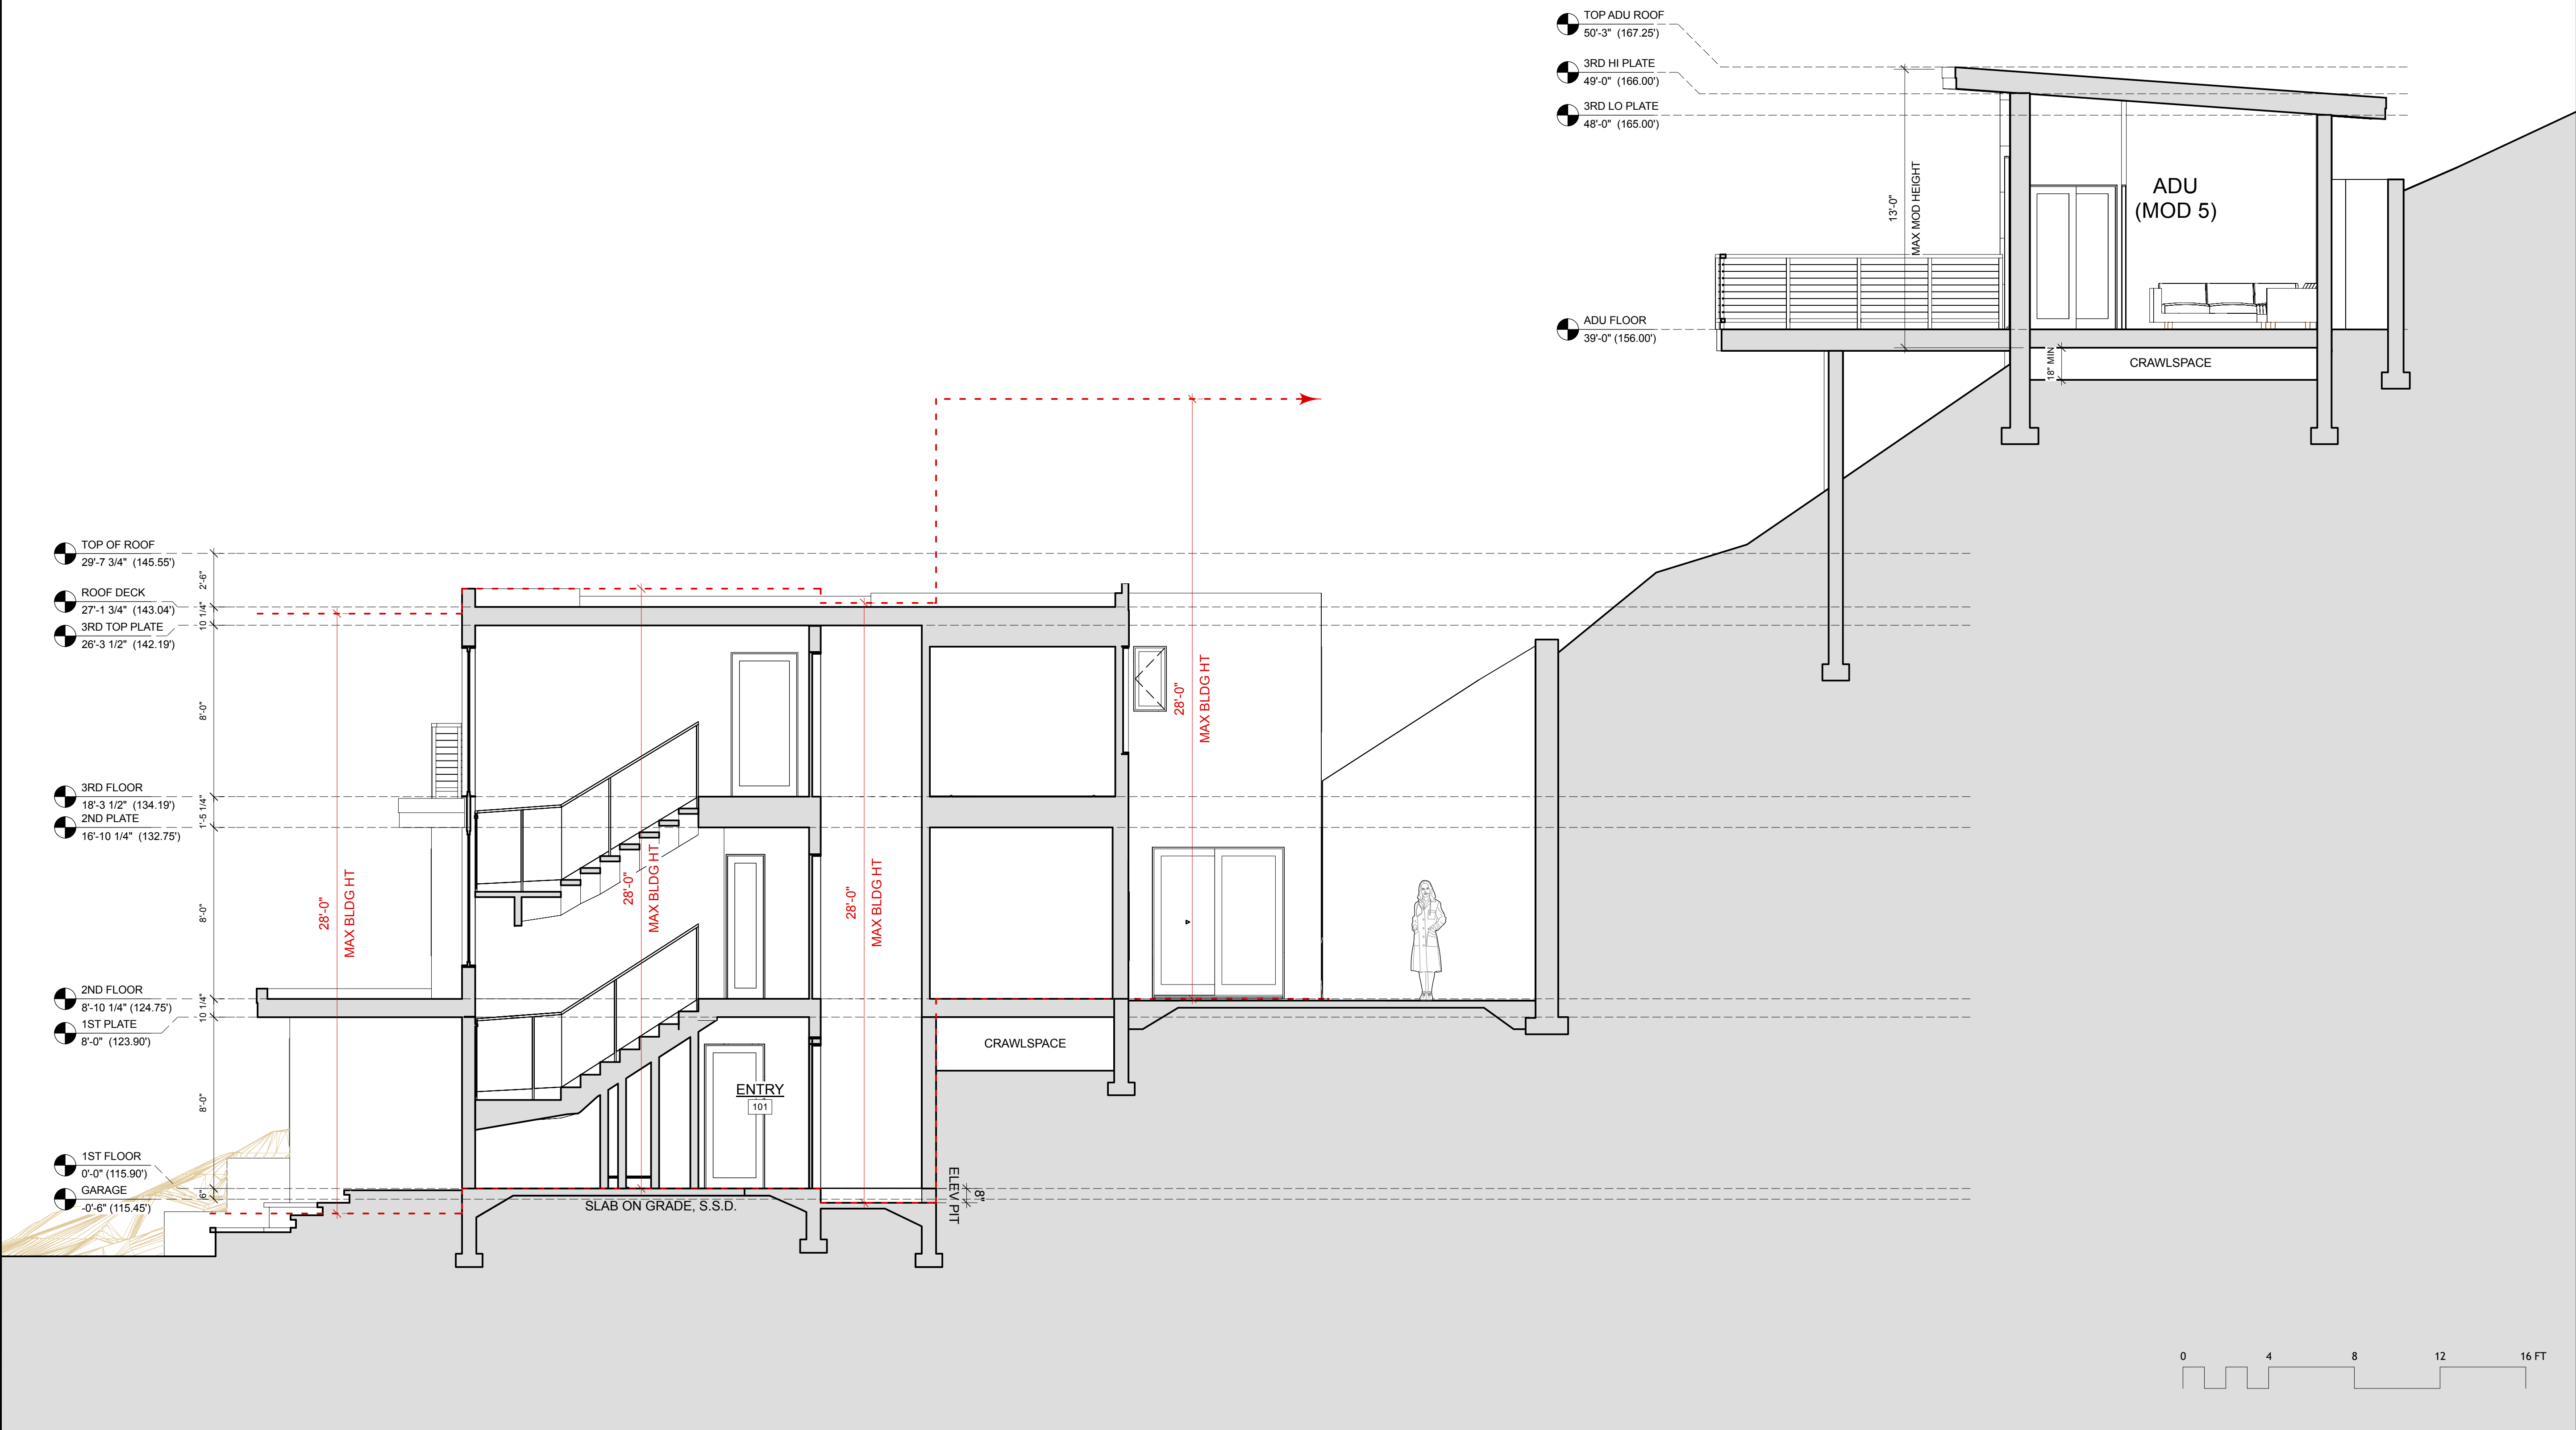 TOP ADU ROOF
50'-3" (167.25')
3RD HI PLATE
49'-0" (166.00')
3RD LO PLATE
48'-0" (165.00')
ADU
(MOD 5)
13'-0"
MAX MOD HEIGHT
ADU FLOOR
39'-0" (156.00')
18" MIN
CRAWLSPACE
TOP OF ROOF
29'-7 3/4" (145.55')
2'-6"
ROOF DECK
27'-1 3/4" (143.04')
10 1/4"
3RD TOP PLATE
26'-3 1/2" (142.19')
8'-0"
28'-0"
MAX BLDG HT
3RD FLOOR
18'-3 1/2" (134.19')
1'-5 1/4"
2ND PLATE
16'-10 1/4" (132.75')
28'-0"
MAX BLDG HT
28'-0"
MAX BLDG HT
28'-0"
MAX BLDG HT
8'-0"
2ND FLOOR
8'-10 1/4" (124.75')
10 1/4"
1ST PLATE
8'-0" (123.90')
CRAWLSPACE
8'-0"
ENTRY
101
1ST FLOOR
0'-0" (115.90')
GARAGE
-0'-6" (115.45')
6"
SLAB ON GRADE, S.S.D.
ELEV PIT
8"
0 4 8 12 16 FT